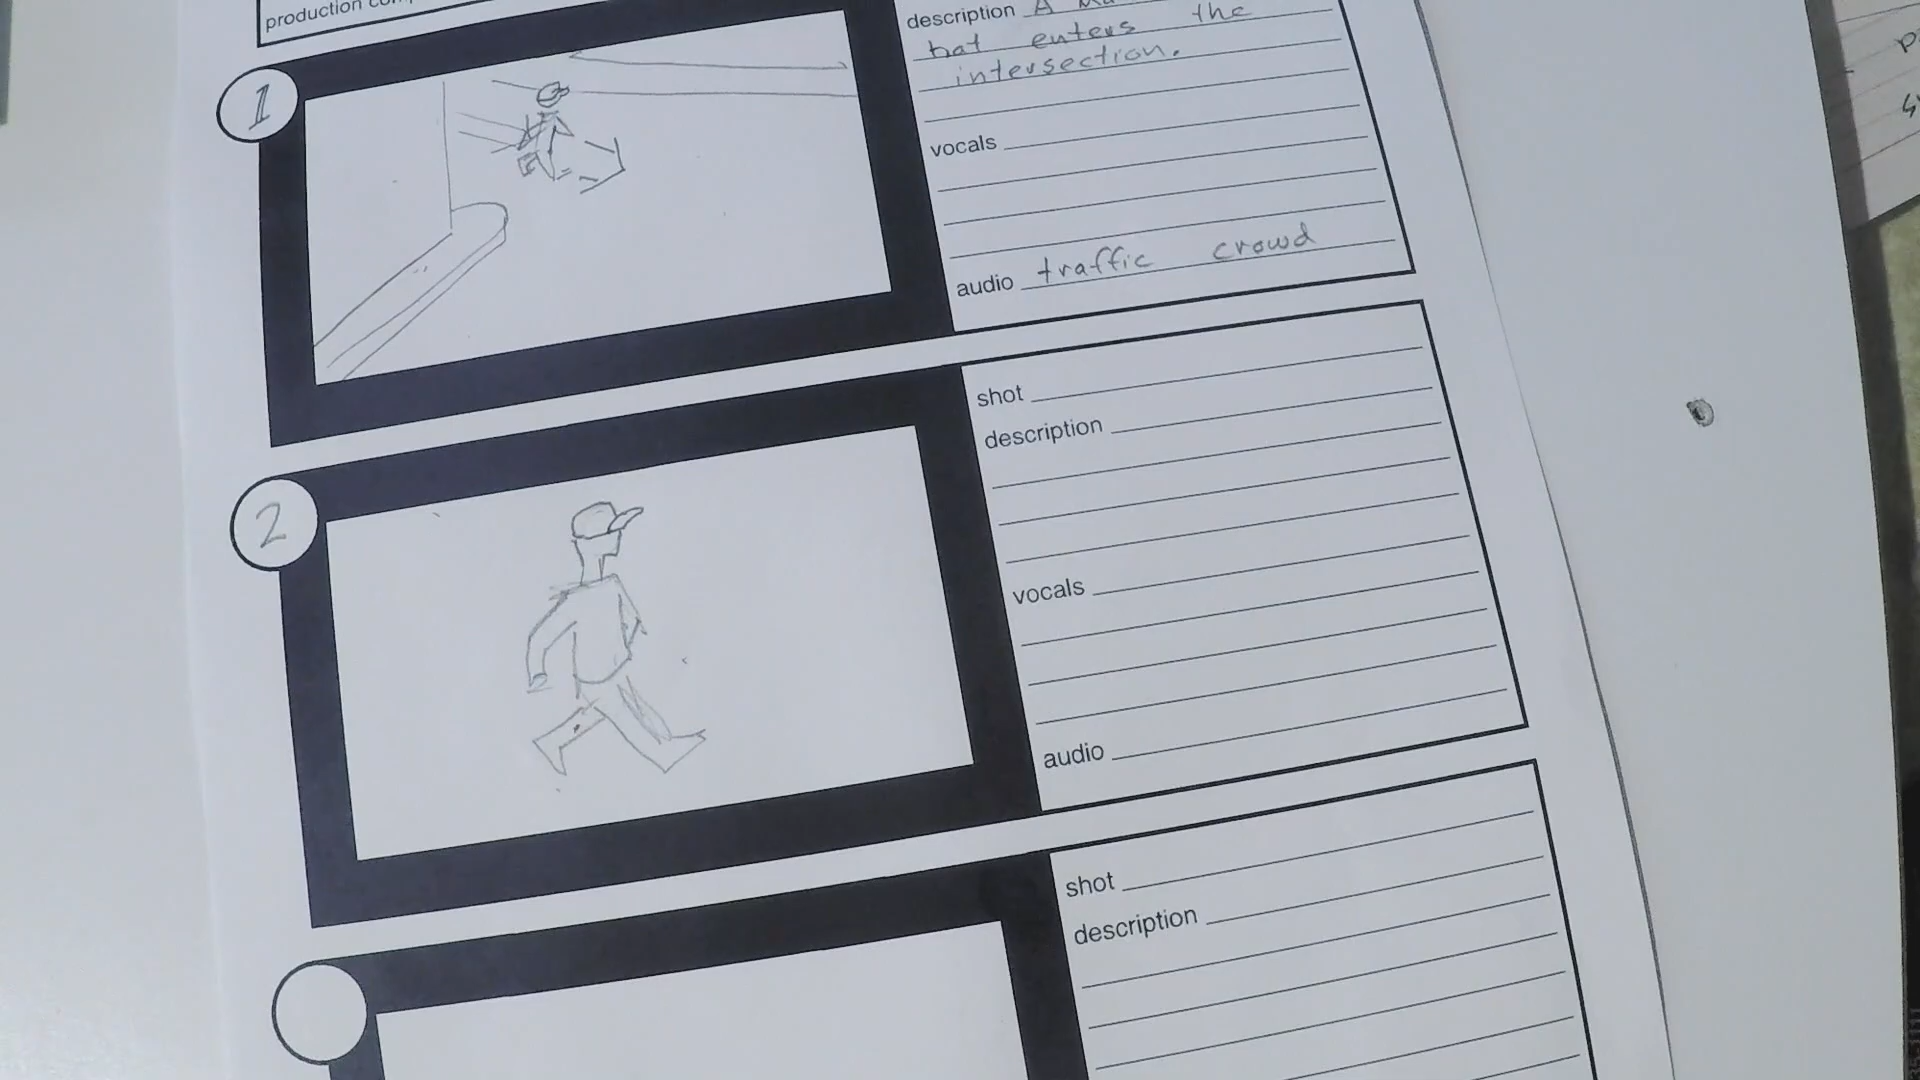 production
description A
hat enters the
intersection.
1
vocals
audio traffic crowd
2
shot
description
vocals
audio
shot
description